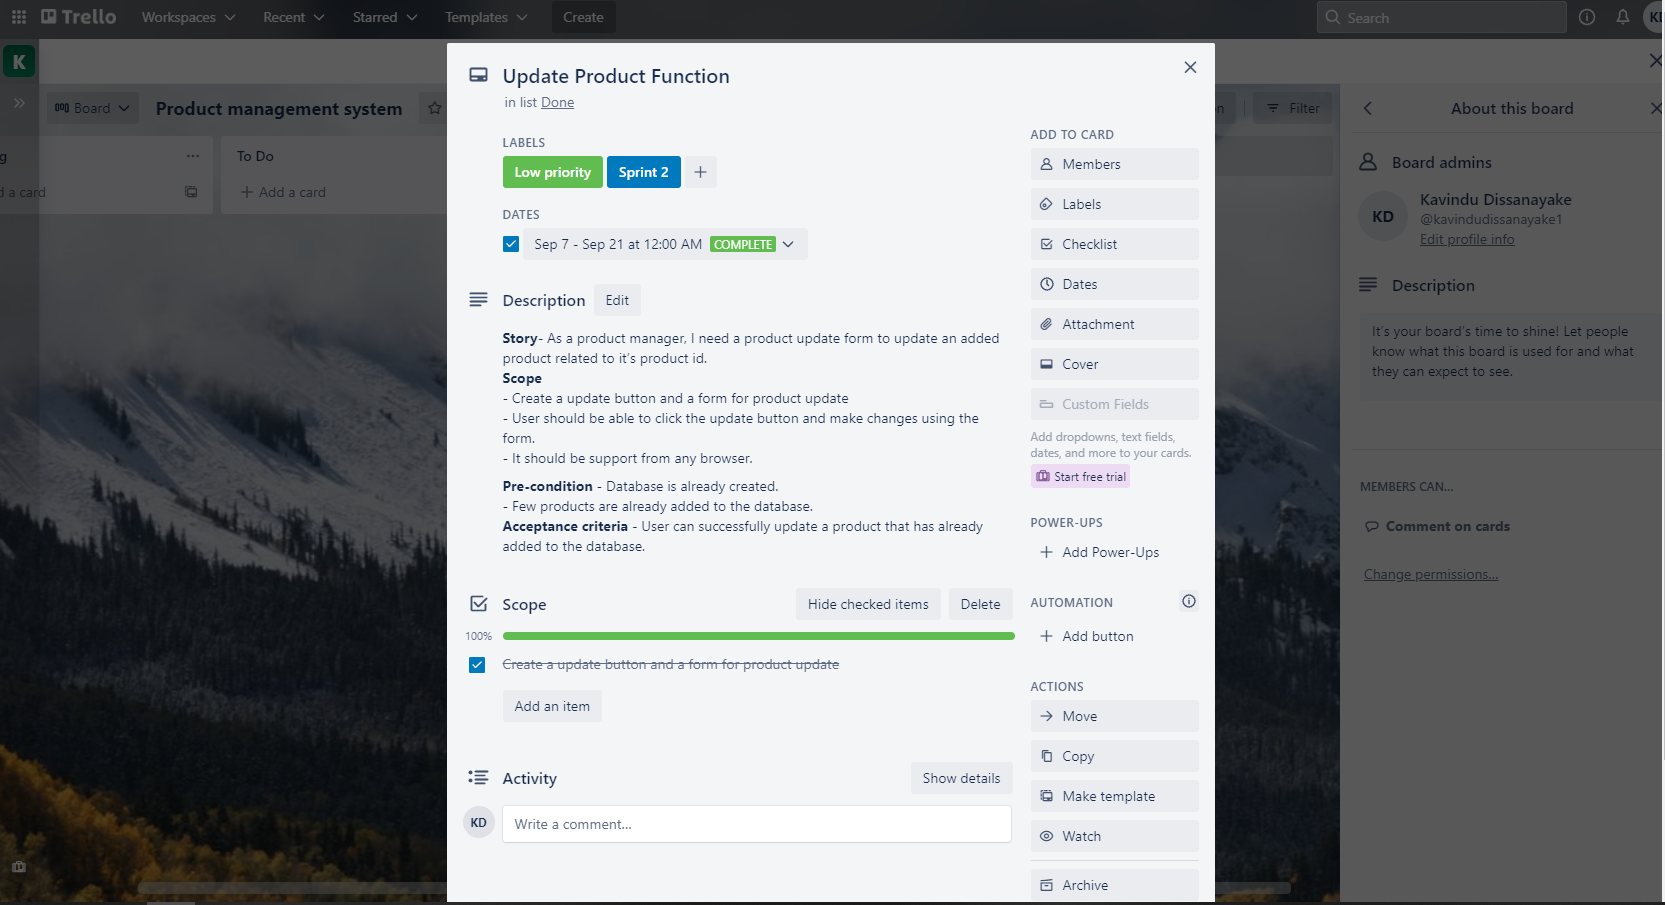 Trello
Workspaces
Recent
Starred
Templates
Create
Search
KD
K
Board
Product management system
Filter
To Do
Add a card
Update Product Function
in list Done
LABELS
Low priority
Sprint 2
DATES
Sep 7 - Sep 21 at 12:00 AM COMPLETE
Description
Edit
Story- As a product manager, I need a product update form to update an added
product related to it's product id.
Scope
- Create a update button and a form for product update
- User should be able to click the update button and make changes using the
form.
- It should be support from any browser.
Pre-condition - Database is already created.
- Few products are already added to the database.
Acceptance criteria - User can successfully update a product that has already
added to the database.
Scope
Hide checked items
Delete
100%
Create a update button and a form for product update
Add an item
Activity
Show details
KD
Write a comment...
ADD TO CARD
Members
Labels
Checklist
Dates
Attachment
Cover
Custom Fields
Add dropdowns, text fields,
dates, and more to your cards.
Start free trial
POWER-UPS
Add Power-Ups
AUTOMATION
Add button
ACTIONS
Move
Copy
Make template
Watch
Archive
About this board
Board admins
KD
Kavindu Dissanayake
@kavindudissanayake1
Edit profile info
Description
It's your board's time to shine! Let people
know what this board is used for and what
they can expect to see.
MEMBERS CAN...
Comment on cards
Change permissions...